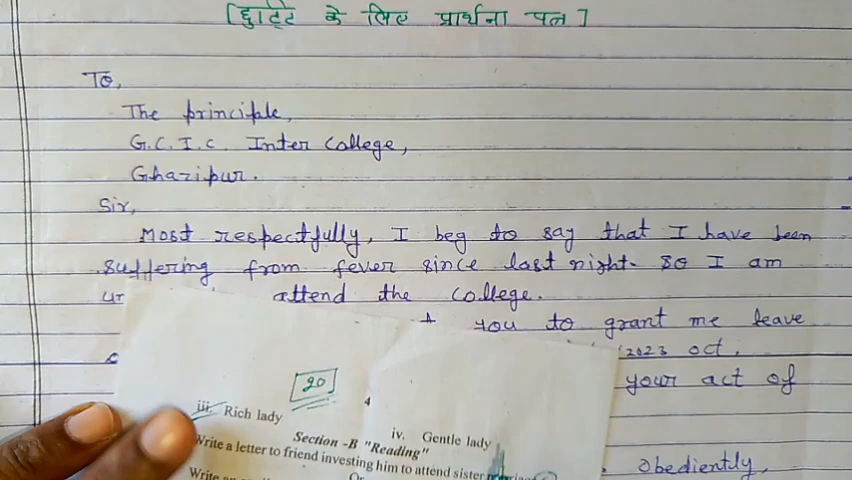 [छुट्टि के लिए प्रार्थना पत्र]
To,
The principle,
G.C.I.C. Inter College,
Ghazipur.
Sir,
Most respectfully, I beg to say that I have been
suffering from fever since last night. So I am
attend the college.
you to grant me leave
2023 oct.
your act of
Obediently,
20
4
iii. Rich lady
iv. Gentle lady
Section -B "Reading"
Write a letter to friend investing him to attend sister
Write
Or